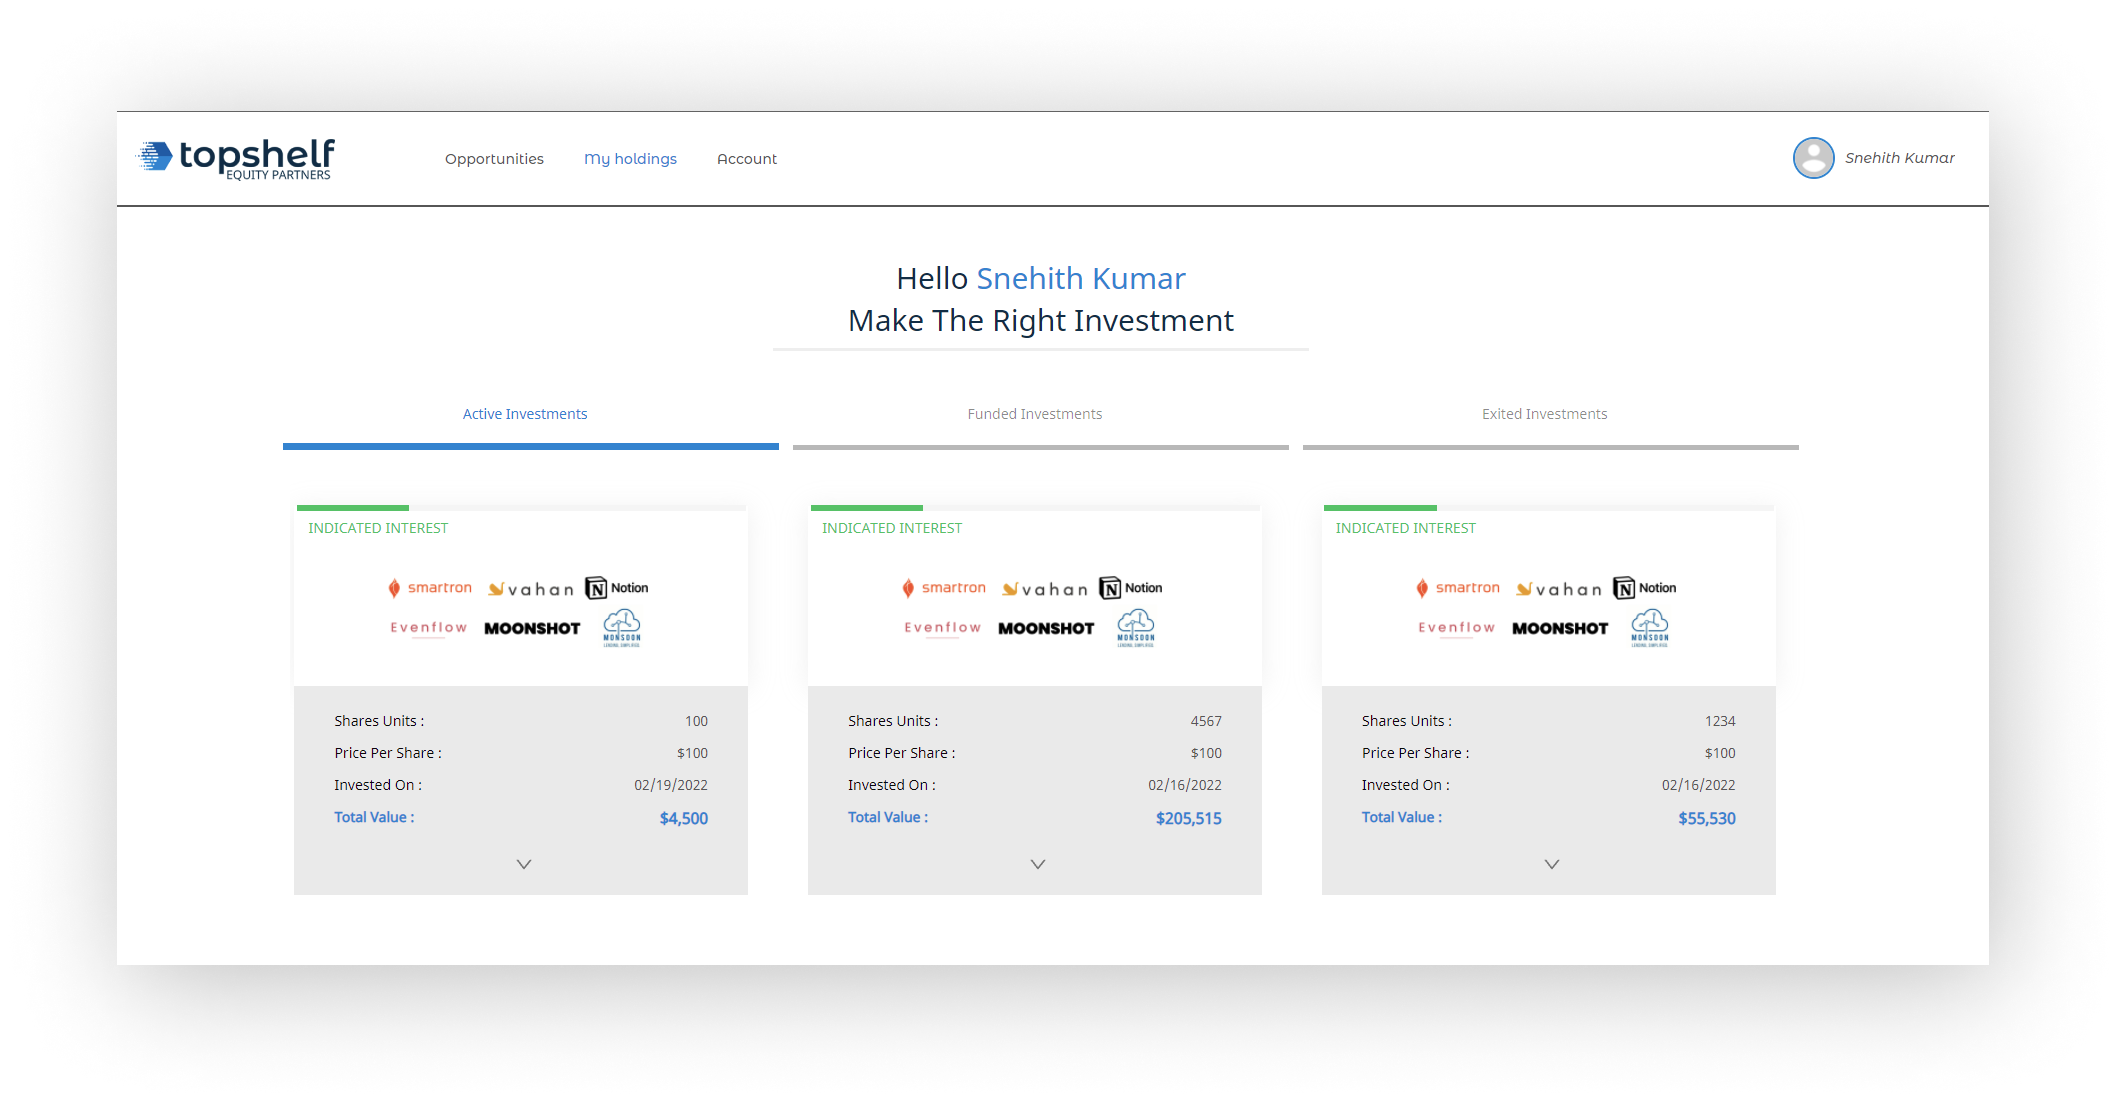 topshelf
EQUITY PARTNERS
Opportunities My holdings Account
Snehith Kumar
Hello Snehith Kumar
Make The Right Investment
Active Investments
Funded Investments
Exited Investments
INDICATED INTEREST
smartron vahan Notion
Evenflow MOONSHOT MONSOON
Shares Units : 100
Price Per Share : $100
Invested On : 02/19/2022
Total Value : $4,500
INDICATED INTEREST
smartron vahan Notion
Evenflow MOONSHOT MONSOON
Shares Units : 4567
Price Per Share : $100
Invested On : 02/16/2022
Total Value : $205,515
INDICATED INTEREST
smartron vahan Notion
Evenflow MOONSHOT MONSOON
Shares Units : 1234
Price Per Share : $100
Invested On : 02/16/2022
Total Value : $55,530